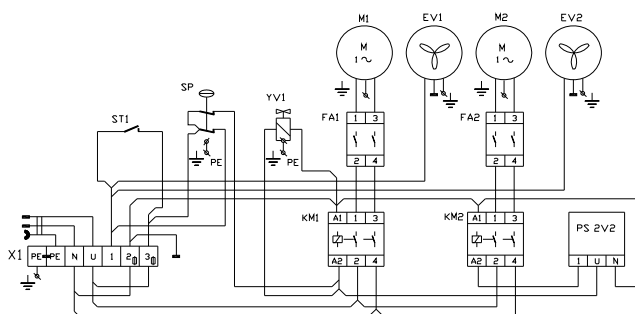 M1 EV1 M2 EV2
M
1~
M
1~
SP YV1
ST1 FA1 1 3 FA2 1 3
2 4 2 4
PE PE
KM1 A1 1 3 KM2 A1 1 3 PS 2V2
X1 PE PE N U 1 2 3 A2 2 4 A2 2 4 1 U N